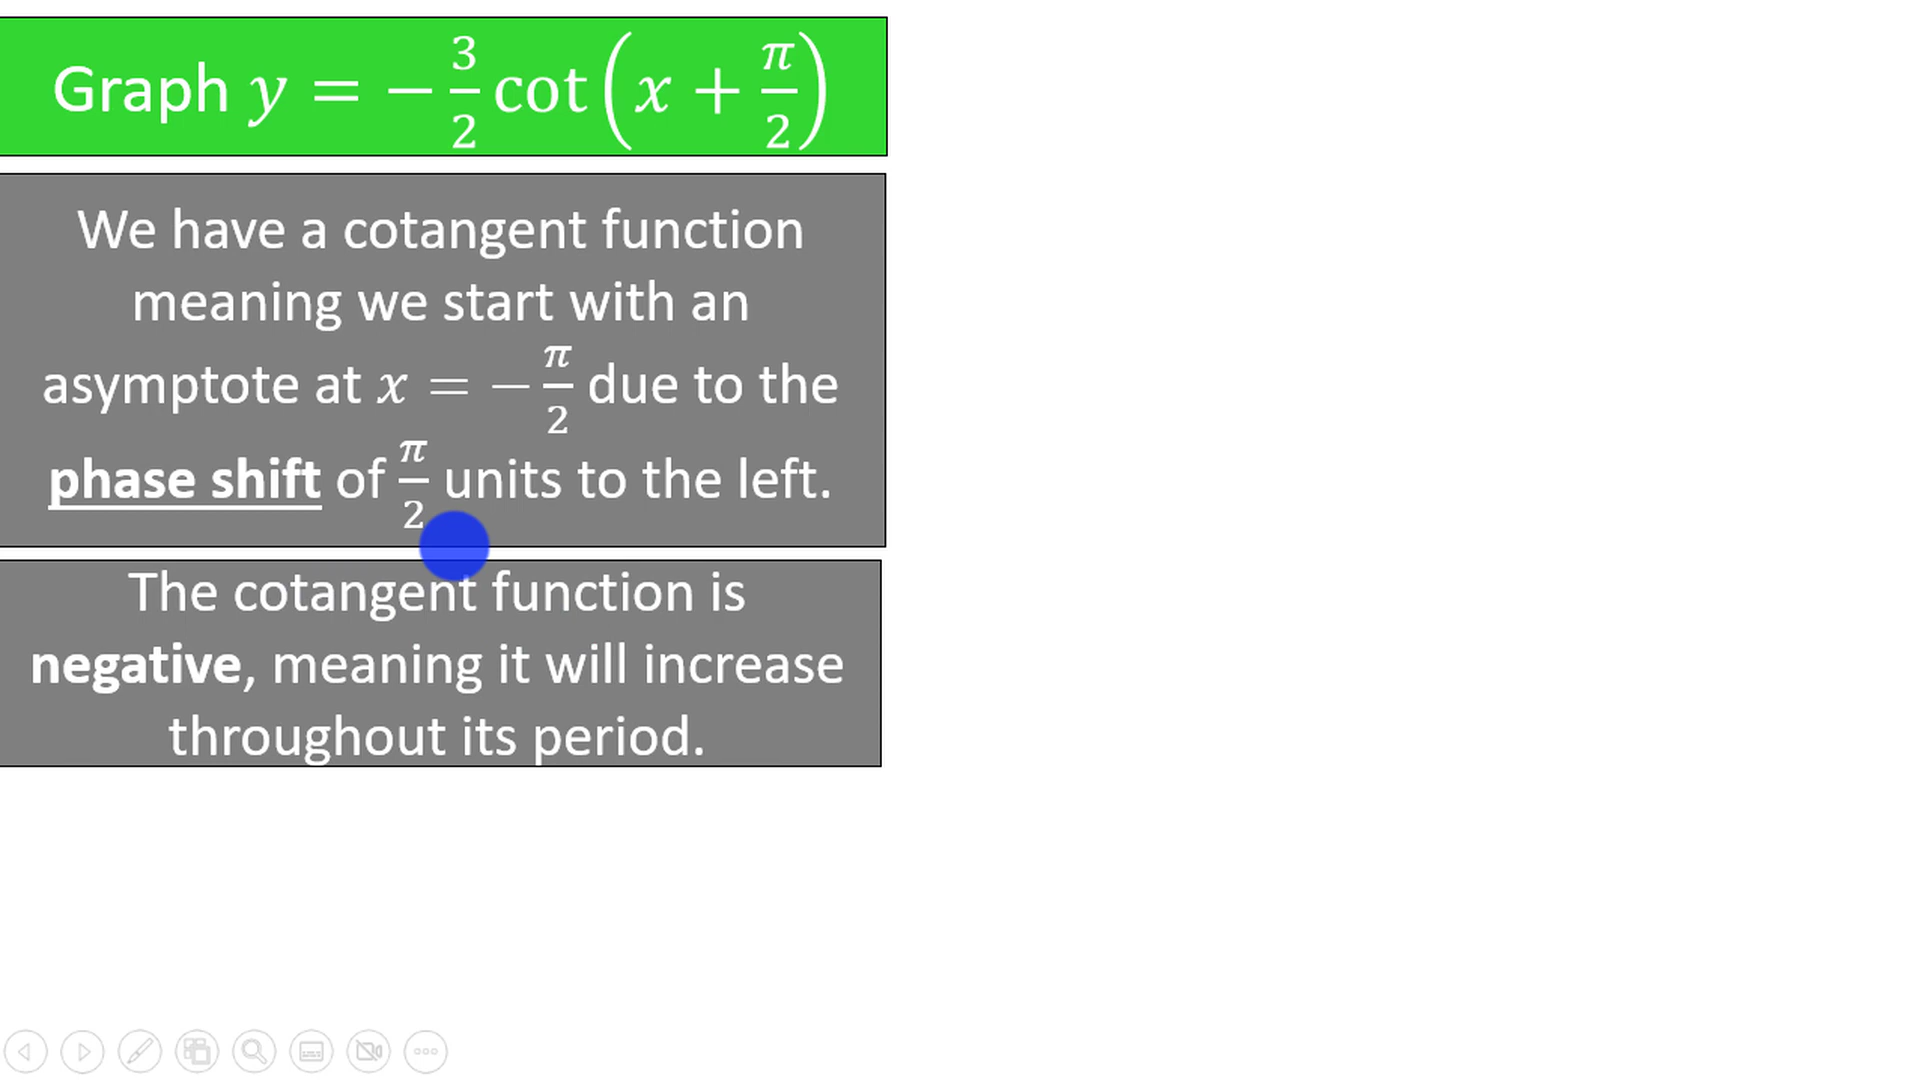 Graph y = −3/2 cot(x + π/2)
We have a cotangent function
meaning we start with an
asymptote at x = −π/2 due to the
phase shift of π/2 units to the left.
The cotangent function is
negative, meaning it will increase
throughout its period.